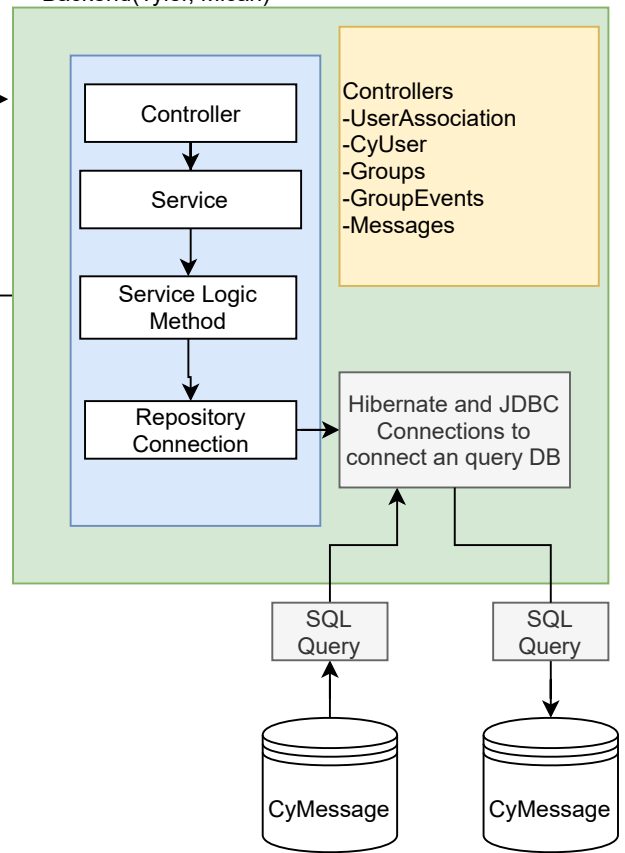 Backend(Tyler, Micah)
Controller
Service
Service Logic
Method
Repository
Connection
Controllers
-UserAssociation
-CyUser
-Groups
-GroupEvents
-Messages
Hibernate and JDBC
Connections to
connect an query DB
SQL
Query
SQL
Query
CyMessage
CyMessage